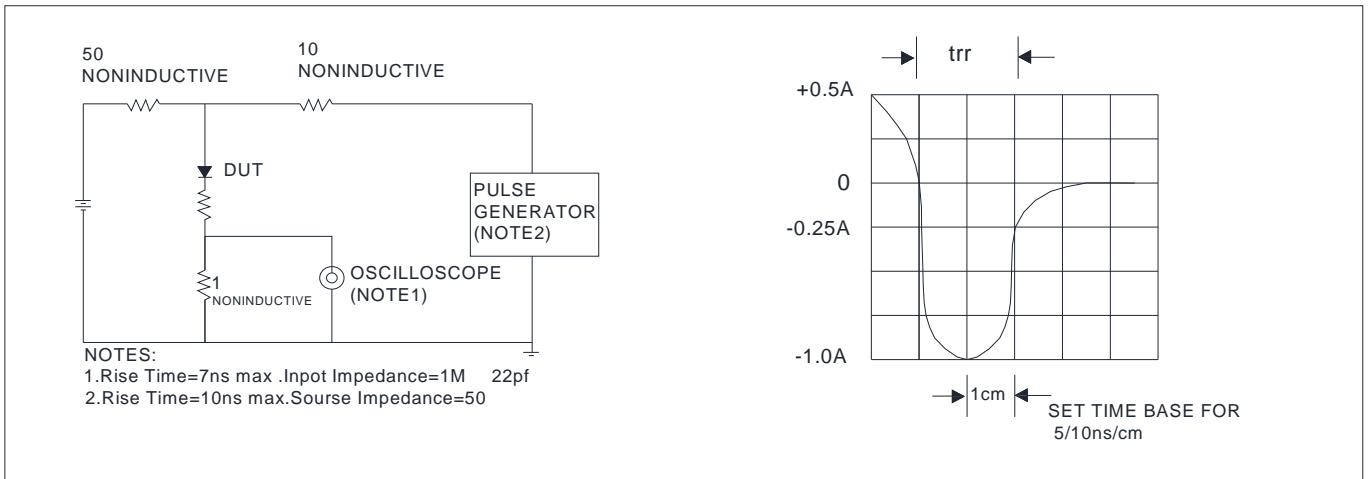 50
NONINDUCTIVE
10
NONINDUCTIVE
DUT
PULSE
GENERATOR
(NOTE2)
1
NONINDUCTIVE
OSCILLOSCOPE
(NOTE1)
NOTES:
1.Rise Time=7ns max .Inpot Impedance=1M 22pf
2.Rise Time=10ns max.Sourse Impedance=50
trr
+0.5A
0
-0.25A
-1.0A
1cm
SET TIME BASE FOR
5/10ns/cm